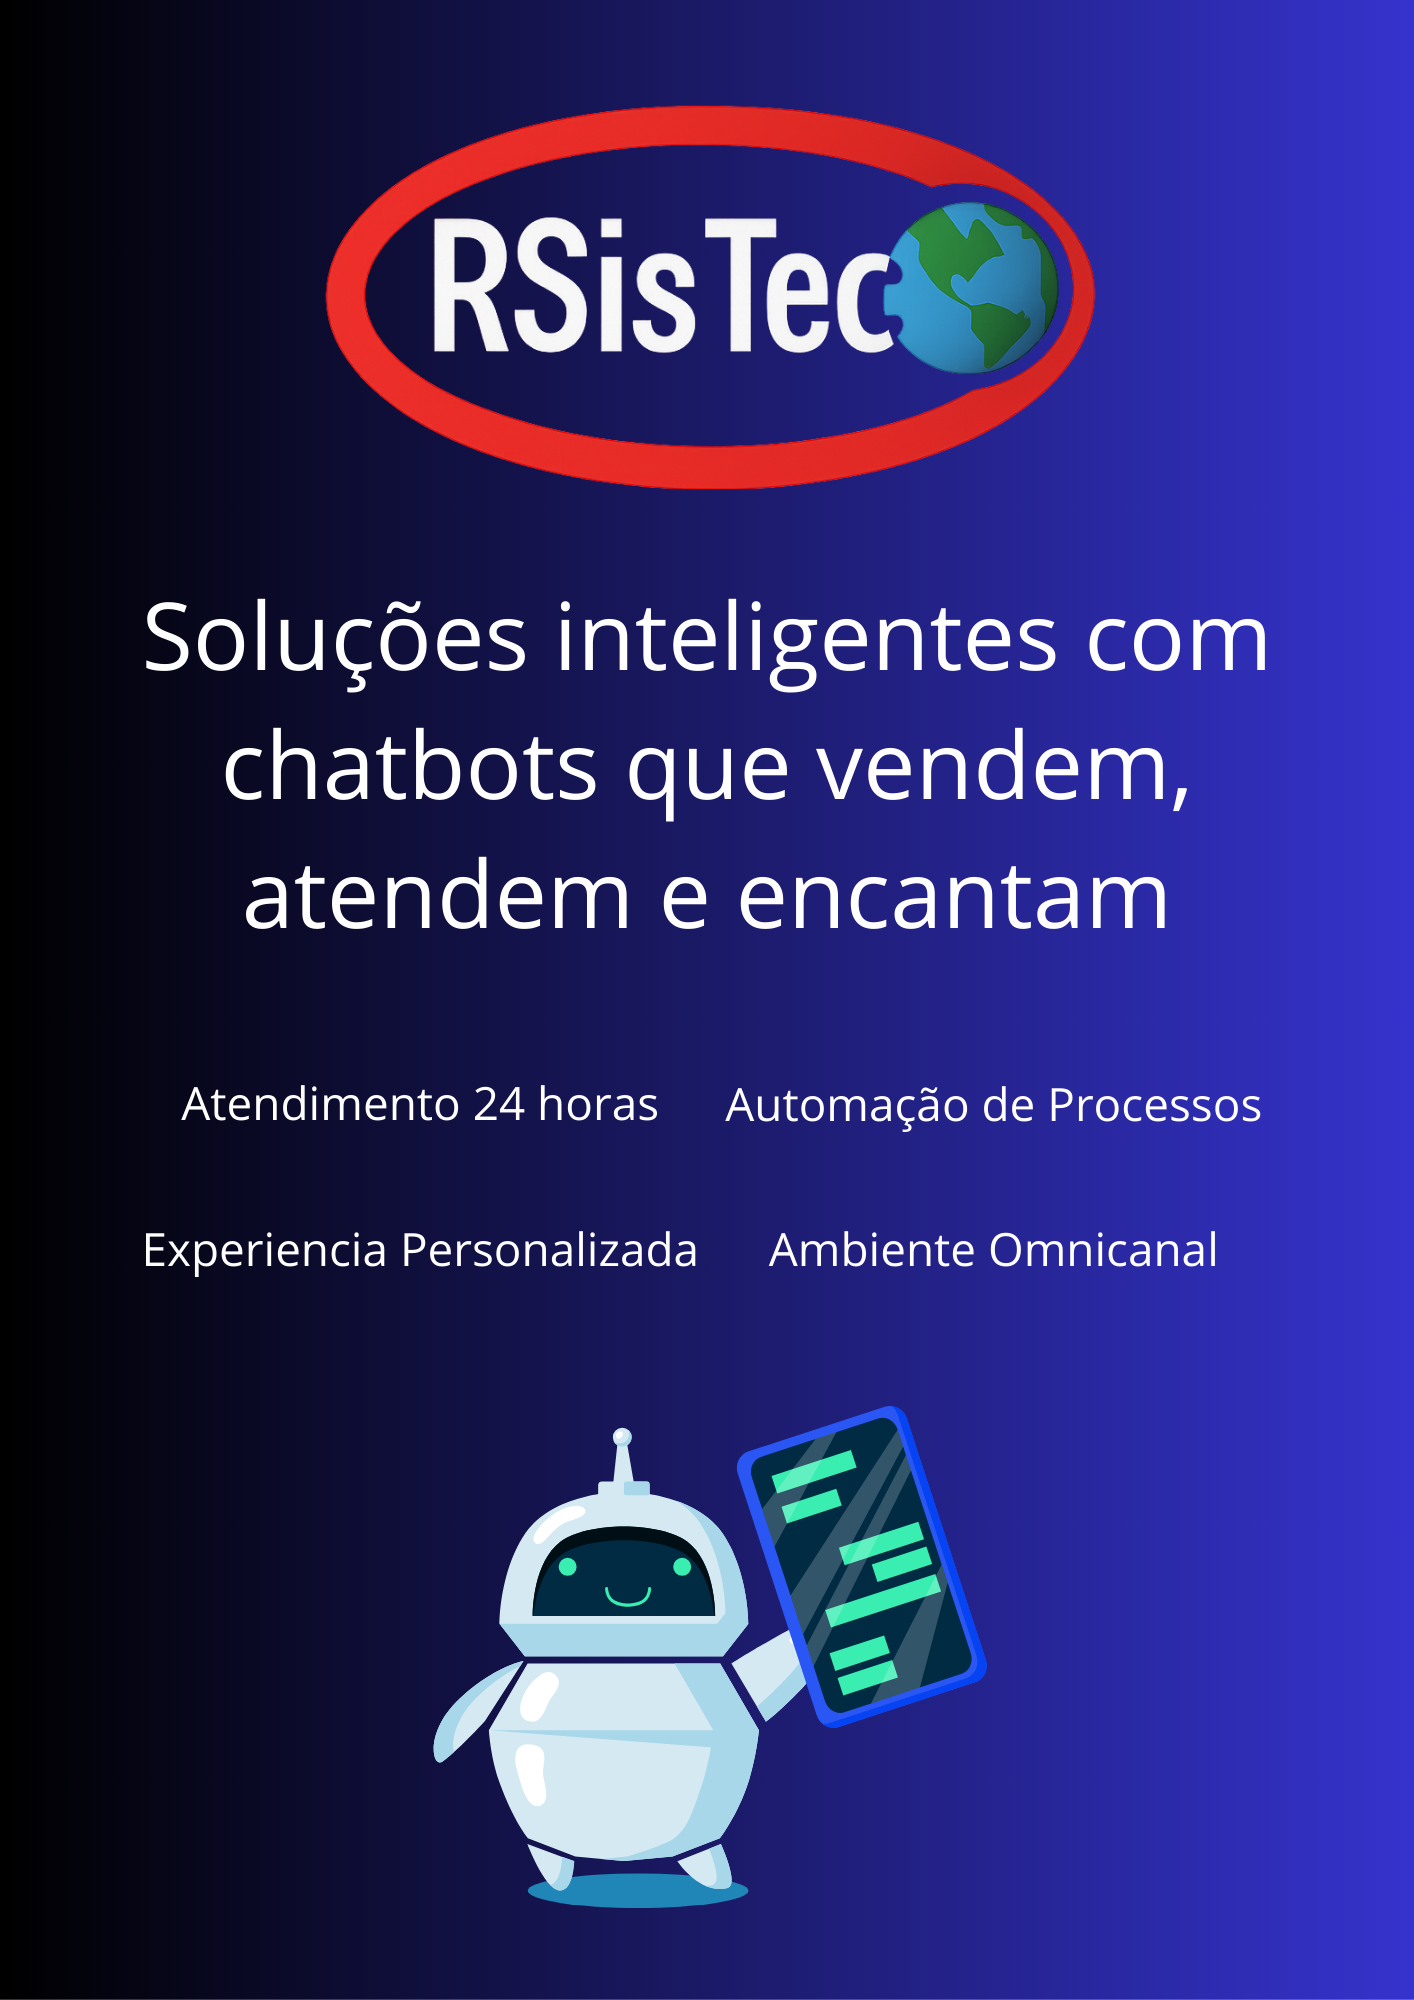 RSisTec
Soluções inteligentes com
chatbots que vendem,
atendem e encantam
Atendimento 24 horas
Automação de Processos
Experiencia Personalizada
Ambiente Omnicanal